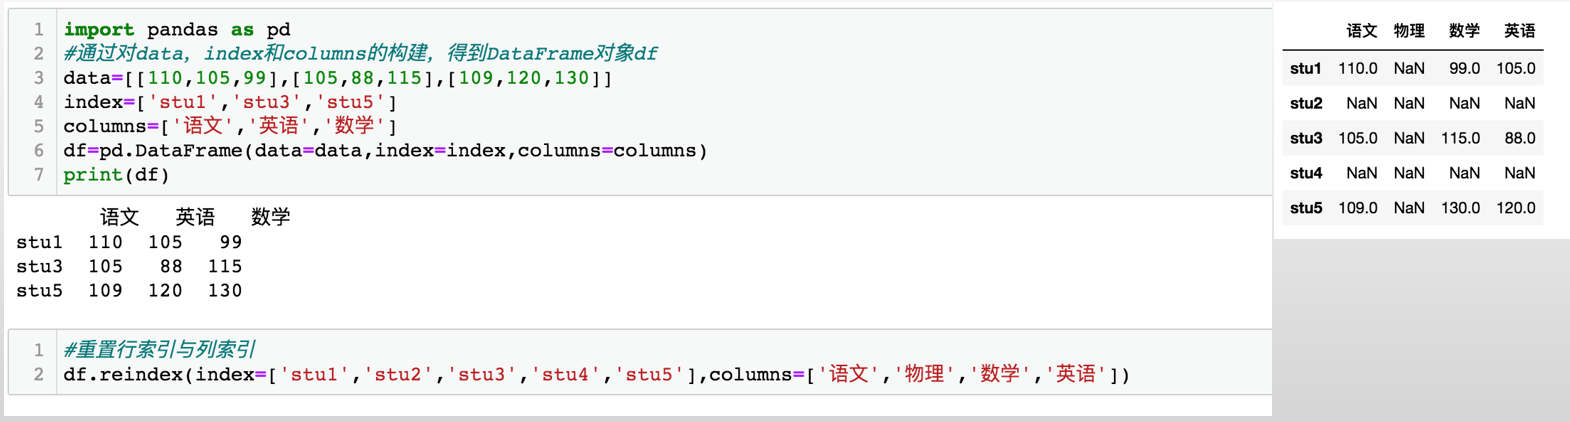 1 import pandas as pd
2 #通过对data，index和columns的构建，得到DataFrame对象df
3 data=[[110,105,99],[105,88,115],[109,120,130]]
4 index=['stu1','stu3','stu5']
5 columns=['语文','英语','数学']
6 df=pd.DataFrame(data=data,index=index,columns=columns)
7 print(df)
语文 英语 数学
stu1 110 105 99
stu3 105 88 115
stu5 109 120 130
1 #重置行索引与列索引
2 df.reindex(index=['stu1','stu2','stu3','stu4','stu5'],columns=['语文','物理','数学','英语'])
语文 物理 数学 英语
stu1 110.0 NaN 99.0 105.0
stu2 NaN NaN NaN NaN
stu3 105.0 NaN 115.0 88.0
stu4 NaN NaN NaN NaN
stu5 109.0 NaN 130.0 120.0